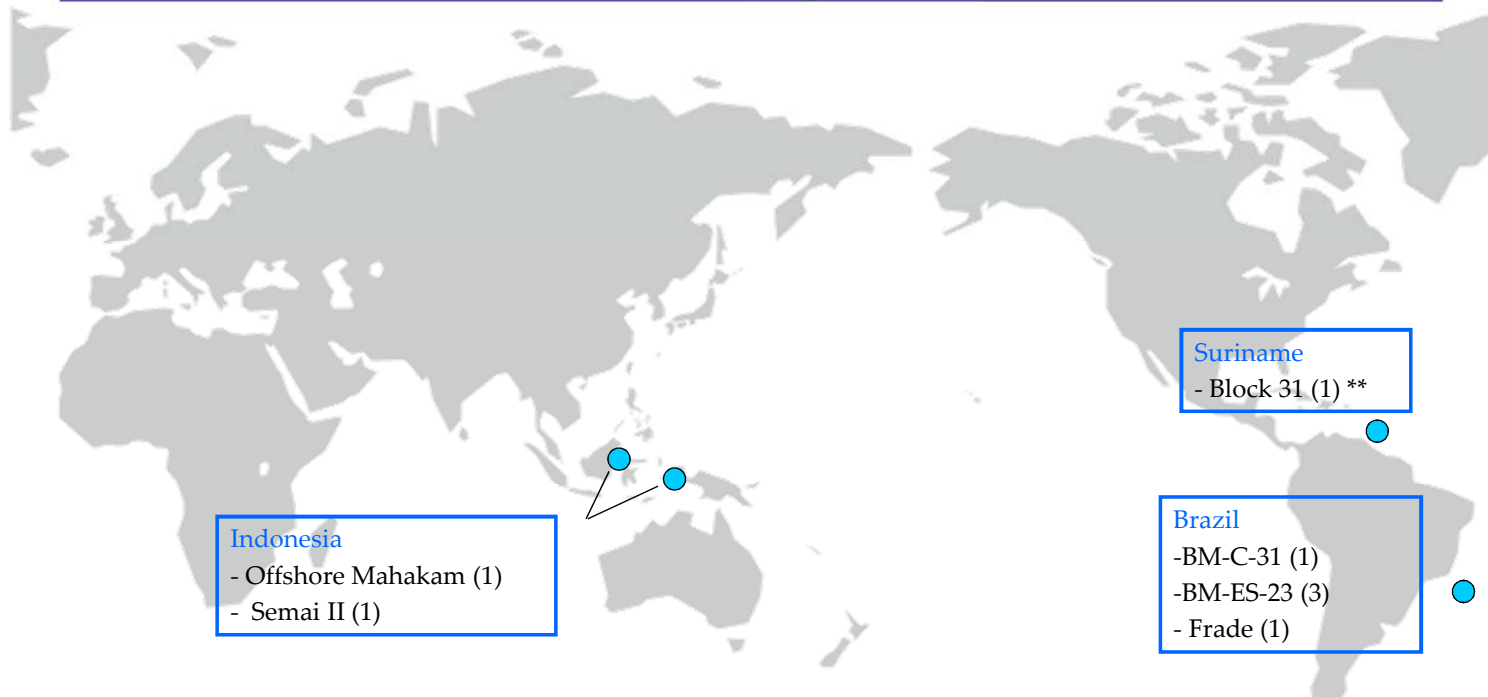 Suriname
- Block 31 (1) **
Indonesia
- Offshore Mahakam (1)
- Semai II (1)
Brazil
-BM-C-31 (1)
-BM-ES-23 (3)
- Frade (1)